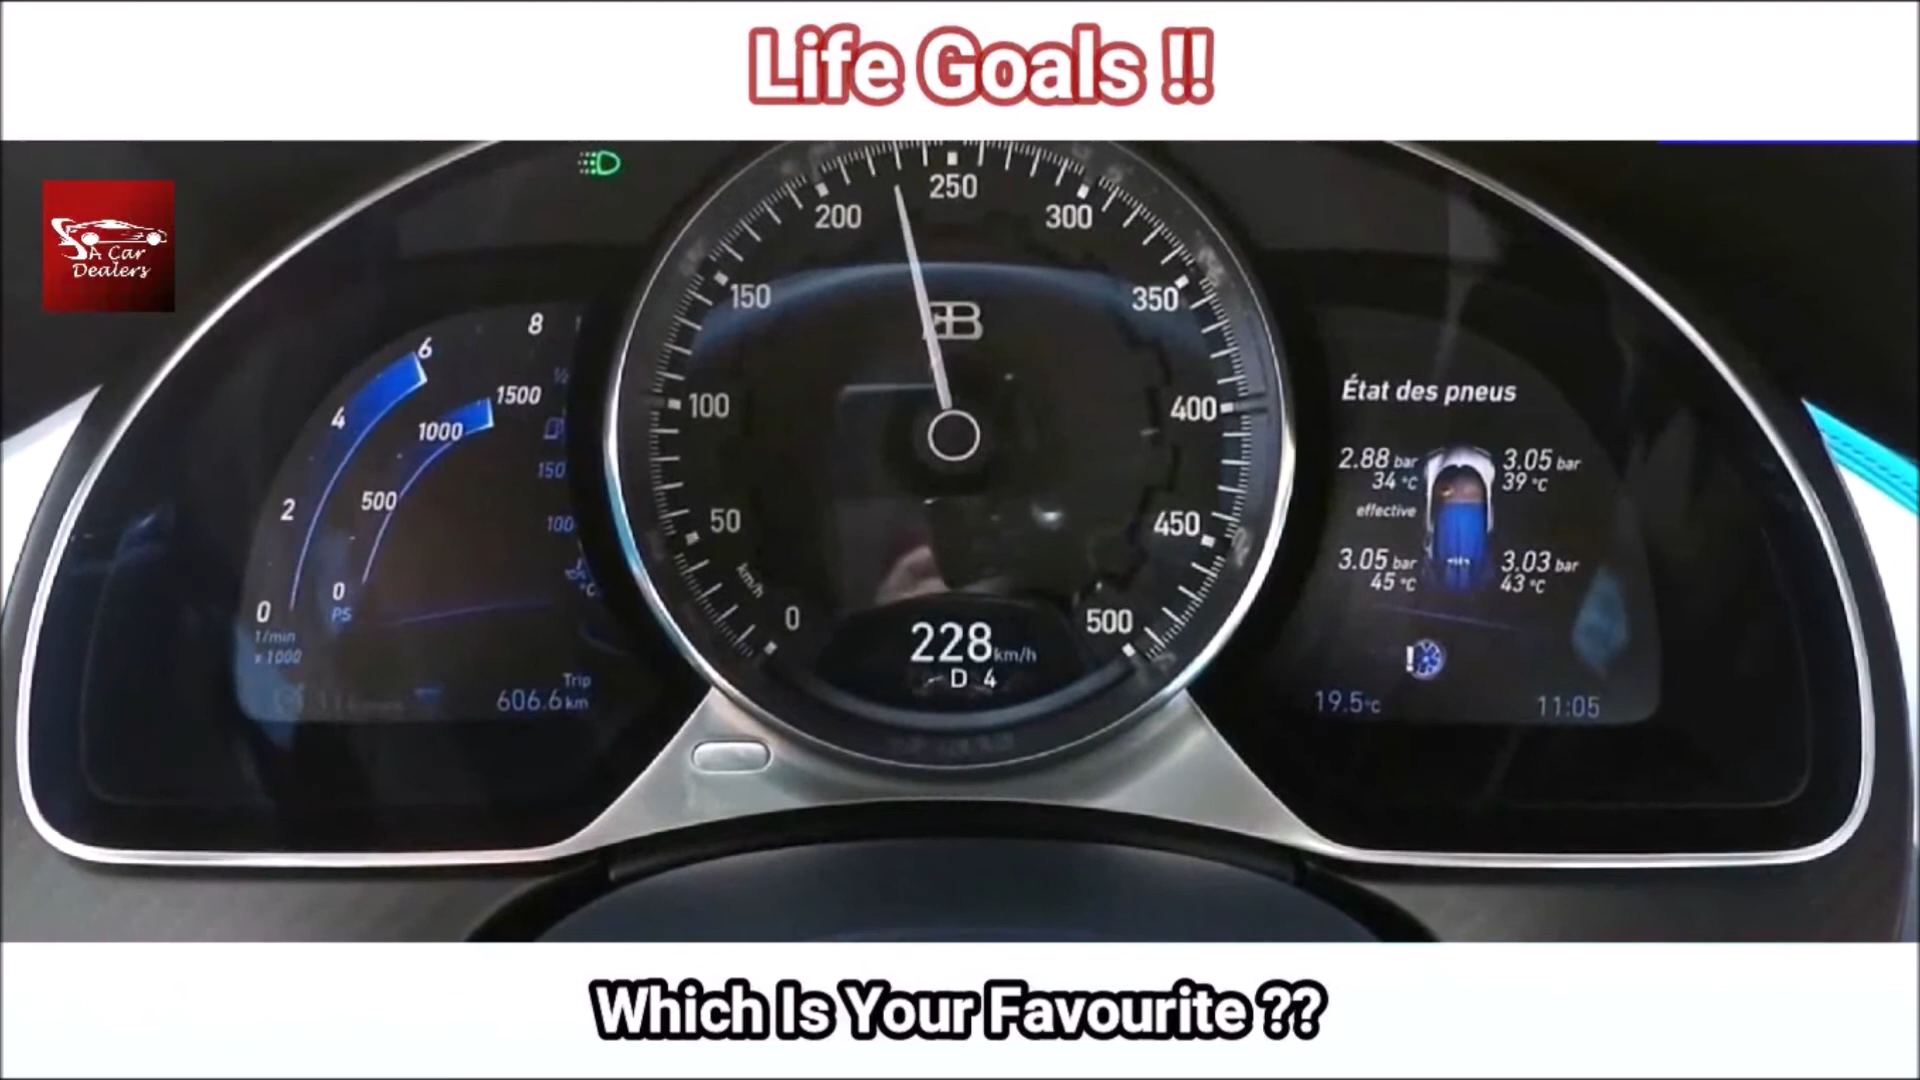 Life Goals !!
SA Car
Dealers
8
6
4
2
0
1/min
x 1000
1500
1000
500
0
PS
150
100
°C
Trip
606.6 km
0
50
100
150
200
250
300
350
400
450
500
km/h
228 km/h
D 4
État des pneus
2.88 bar
34 °C
3.05 bar
39 °C
effective
3.05 bar
45 °C
3.03 bar
43 °C
19.5°C
11:05
Which Is Your Favourite ??